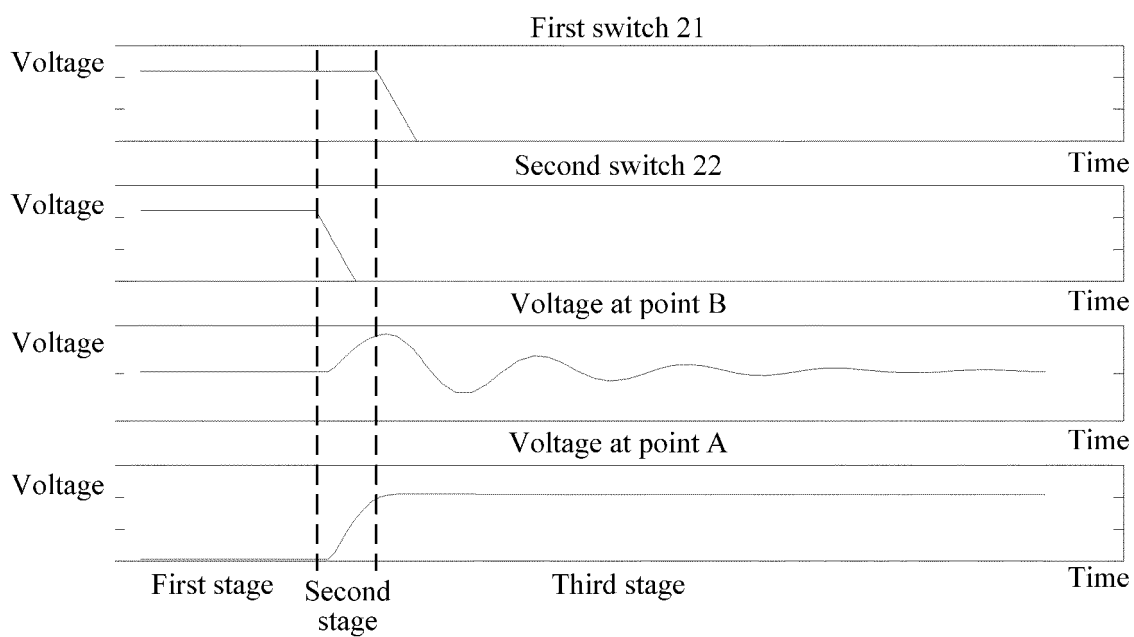 First switch 21
Voltage
Time
Second switch 22
Voltage
Time
Voltage at point B
Voltage
Time
Voltage at point A
Voltage
Time
First stage
Second
stage
Third stage